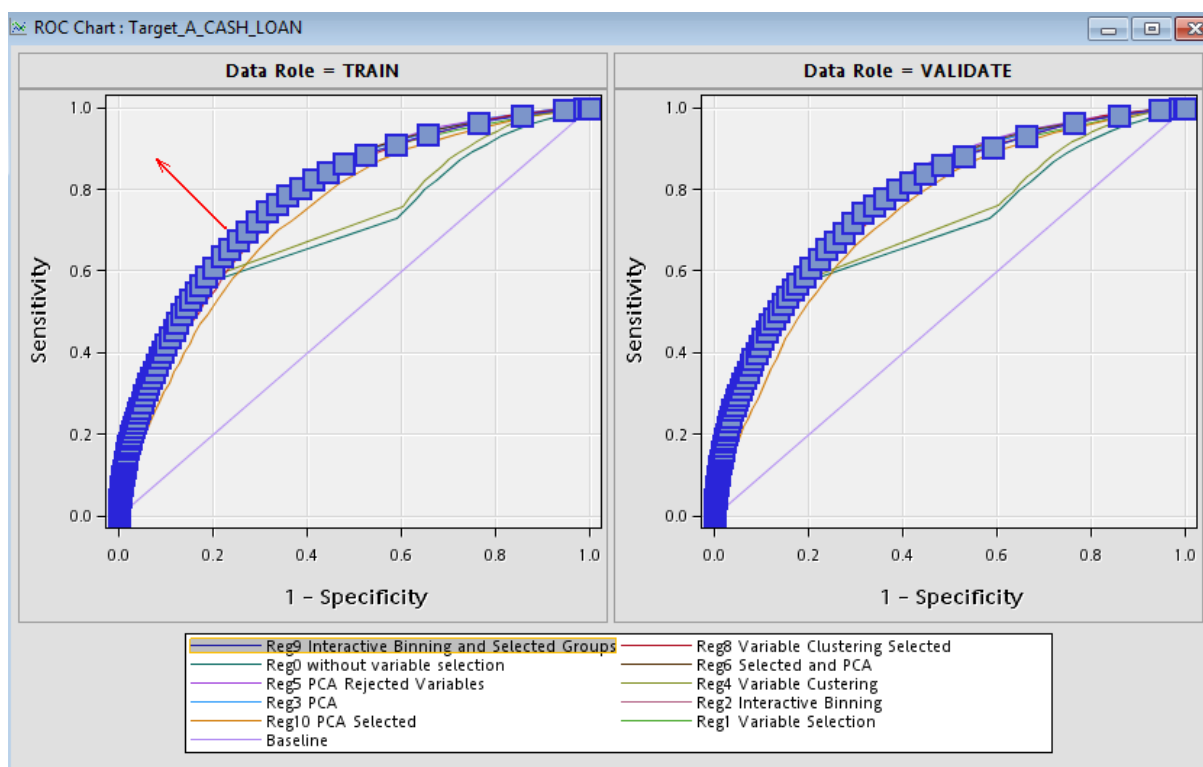 ROC Chart : Target_A_CASH_LOAN
Data Role = TRAIN
Data Role = VALIDATE
1.0
0.8
0.6
0.4
0.2
0.0
Sensitivity
0.0 0.2 0.4 0.6 0.8 1.0
1 - Specificity
1.0
0.8
0.6
0.4
0.2
0.0
Sensitivity
0.0 0.2 0.4 0.6 0.8 1.0
1 - Specificity
Reg9 Interactive Binning and Selected Groups
Reg8 Variable Clustering Selected
Reg0 without variable selection
Reg6 Selected and PCA
Reg5 PCA Rejected Variables
Reg4 Variable Custering
Reg3 PCA
Reg2 Interactive Binning
Reg10 PCA Selected
Reg1 Variable Selection
Baseline